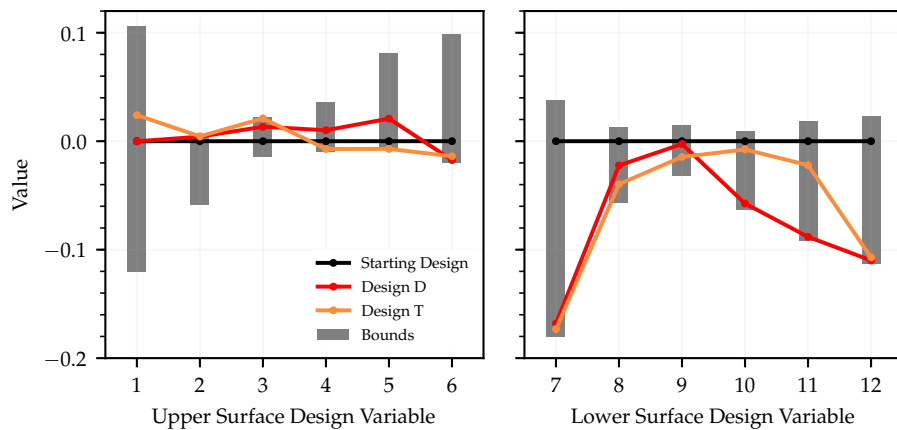 0.1
0.0
−0.1
−0.2
Value
Starting Design
Design D
Design T
Bounds
1 2 3 4 5 6
Upper Surface Design Variable
7 8 9 10 11 12
Lower Surface Design Variable